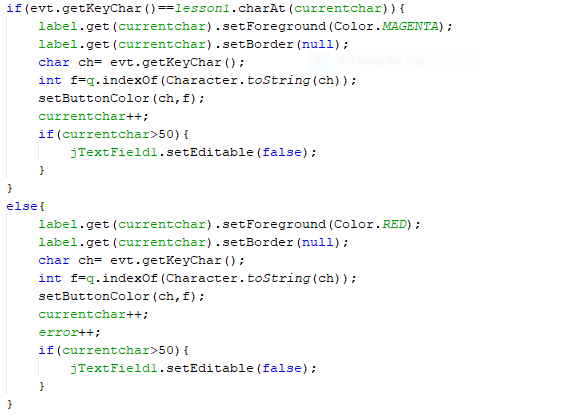 if(evt.getKeyChar()==lesson1.charAt(currentchar)){
label.get(currentchar).setForeground(Color.MAGENTA);
label.get(currentchar).setBorder(null);
char ch= evt.getKeyChar();
Rectangular Snip
int f=q.indexOf(Character.toString(ch));
setButtonColor(ch,f);
currentchar++;
if(currentchar>50){
jTextField1.setEditable(false);
}
}
else{
label.get(currentchar).setForeground(Color.RED);
label.get(currentchar).setBorder(null);
char ch= evt.getKeyChar();
int f=q.indexOf(Character.toString(ch));
setButtonColor(ch,f);
currentchar++;
error++;
if(currentchar>50){
jTextField1.setEditable(false);
}
}